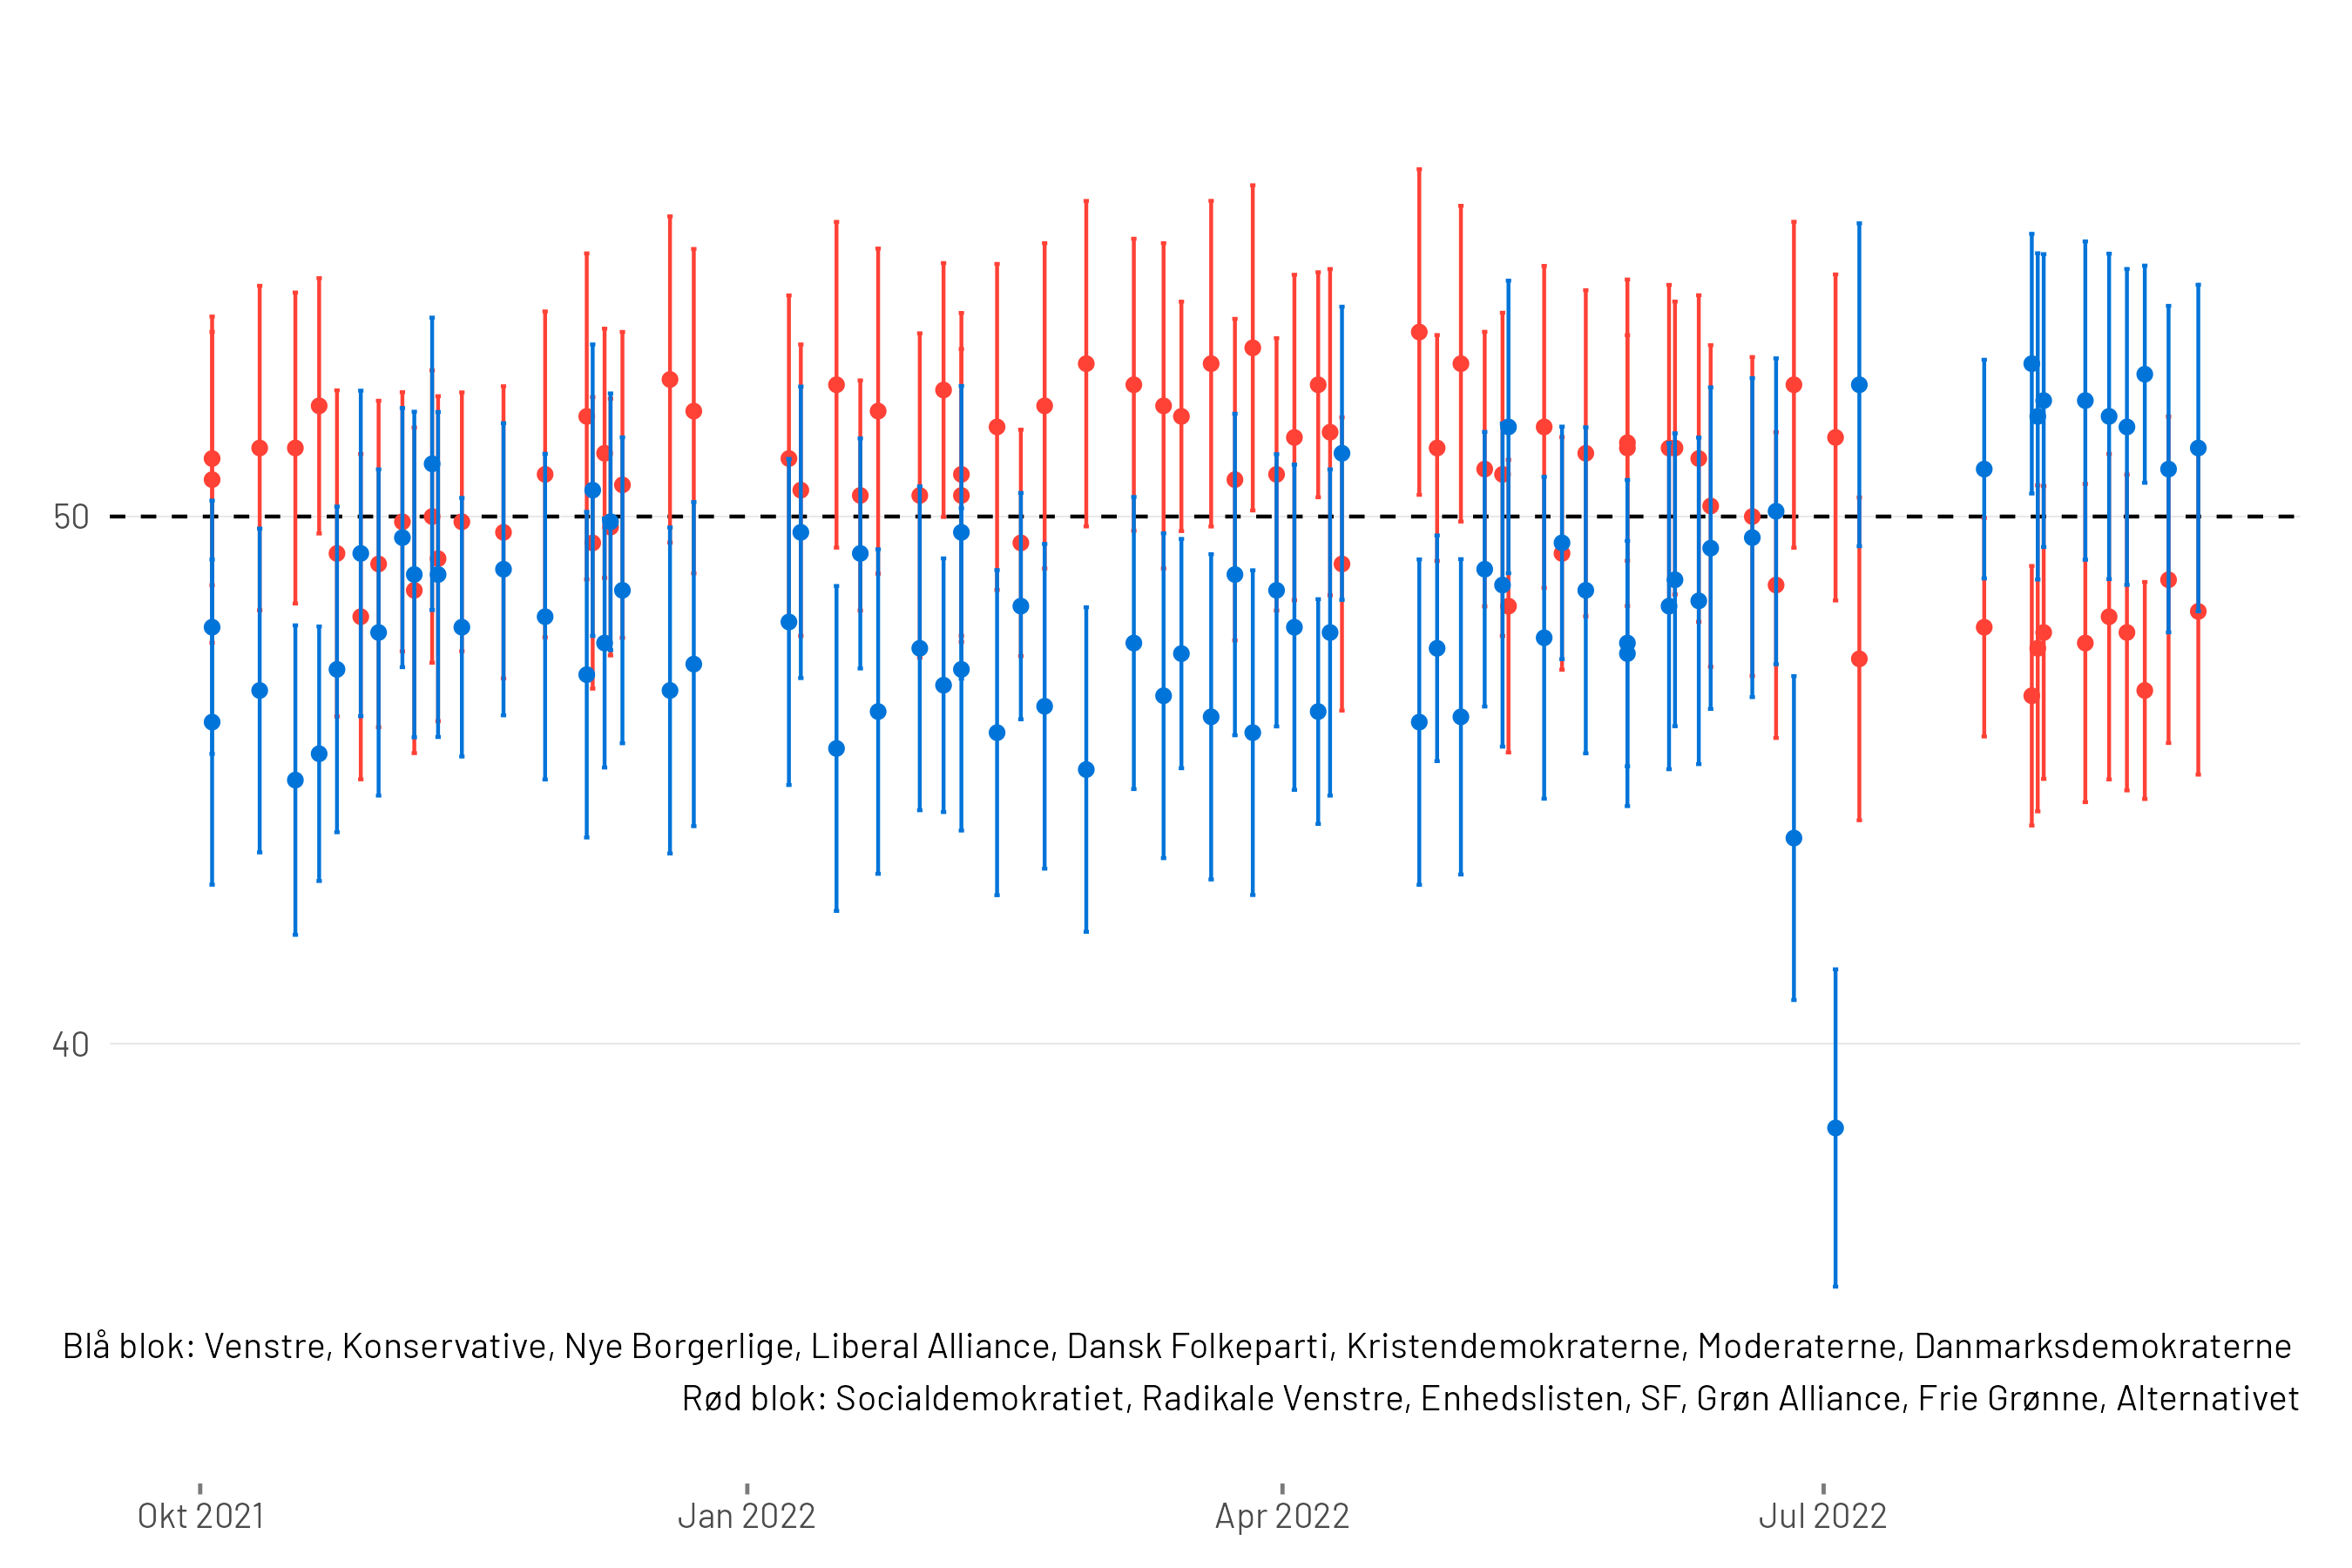 50
40
Blå blok: Venstre, Konservative, Nye Borgerlige, Liberal Alliance, Dansk Folkeparti, Kristendemokraterne, Moderaterne, Danmarksdemokraterne
Rød blok: Socialdemokratiet, Radikale Venstre, Enhedslisten, SF, Grøn Alliance, Frie Grønne, Alternativet
Okt 2021 Jan 2022 Apr 2022 Jul 2022